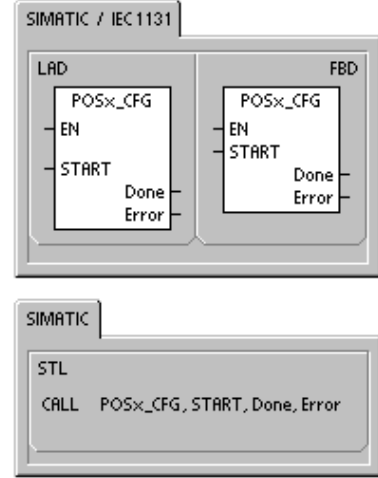 SIMATIC / IEC1131
LAD
POSx_CFG
EN
START
Done
Error
FBD
POSx_CFG
EN
START
Done
Error
SIMATIC
STL
CALL POSx_CFG, START, Done, Error